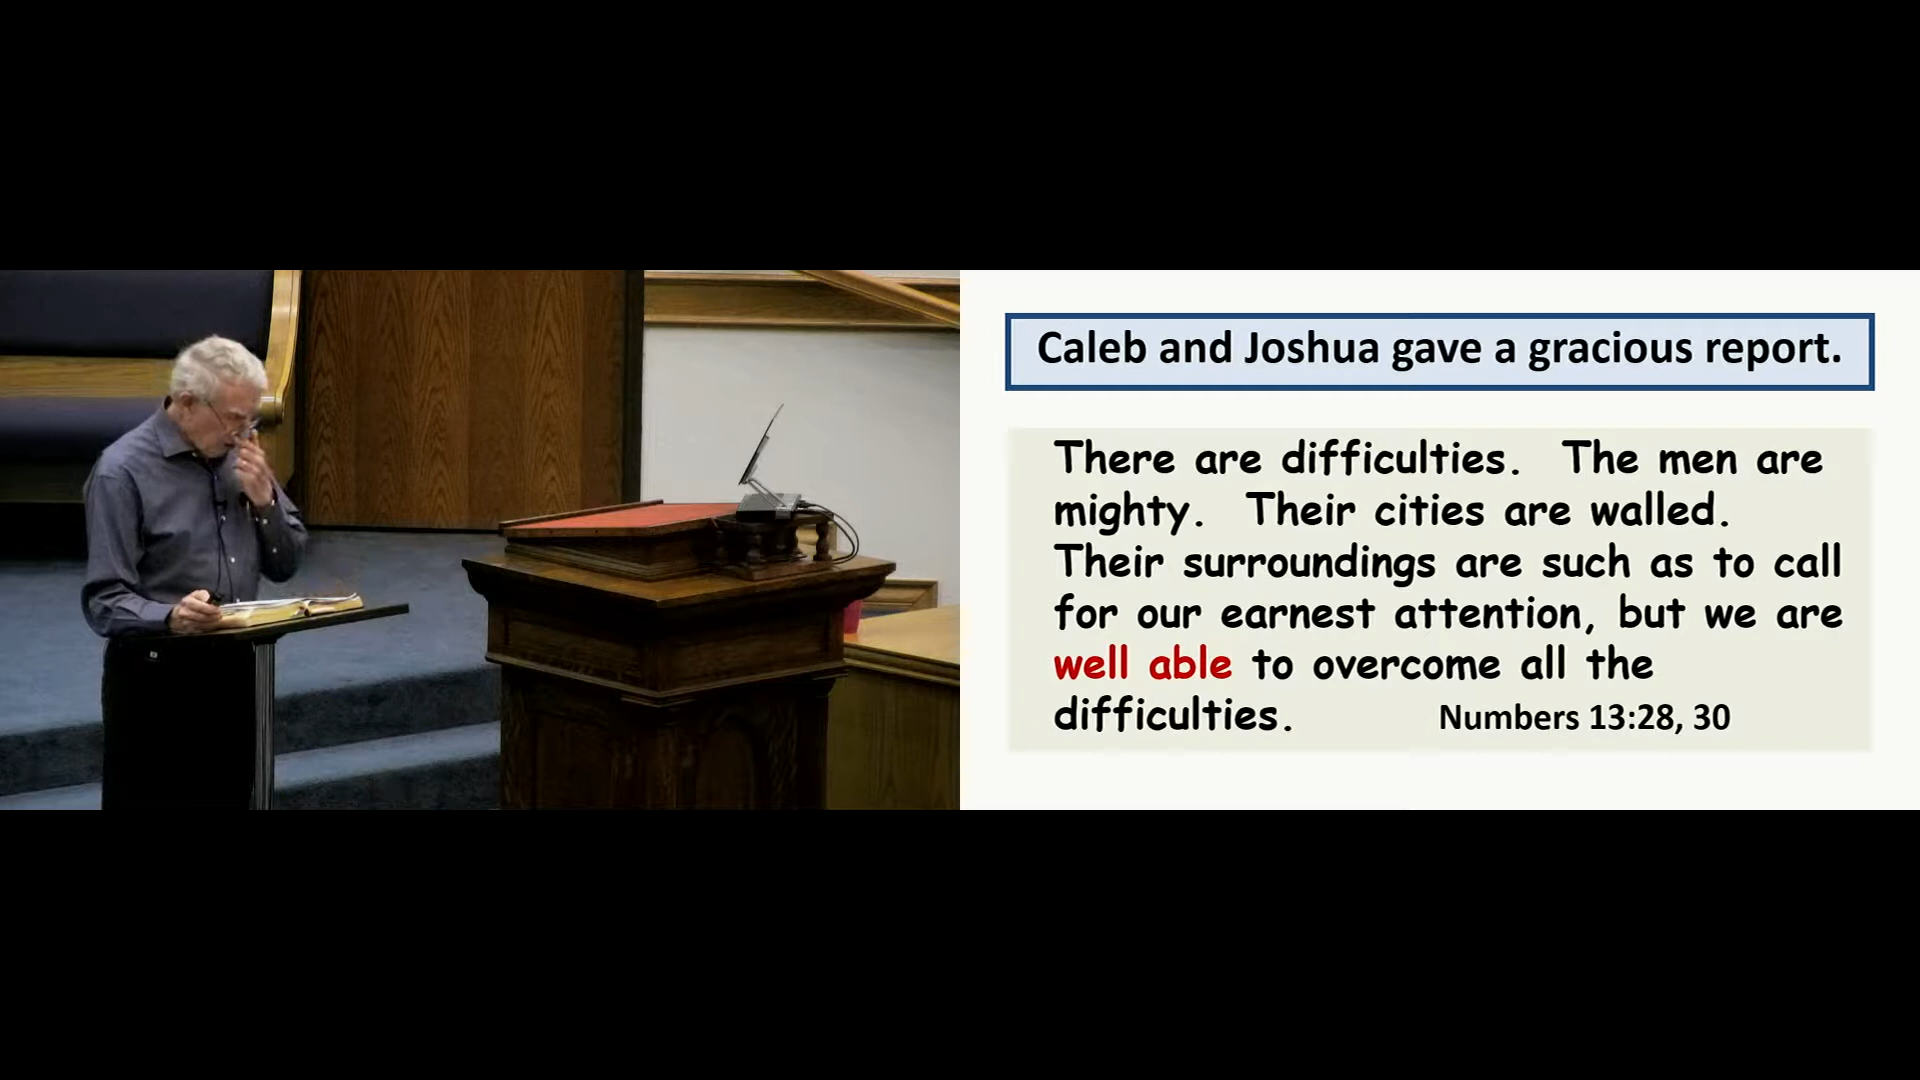 Caleb and Joshua gave a gracious report.
There are difficulties. The men are
mighty. Their cities are walled.
Their surroundings are such as to call
for our earnest attention, but we are
well able to overcome all the
difficulties. Numbers 13:28, 30